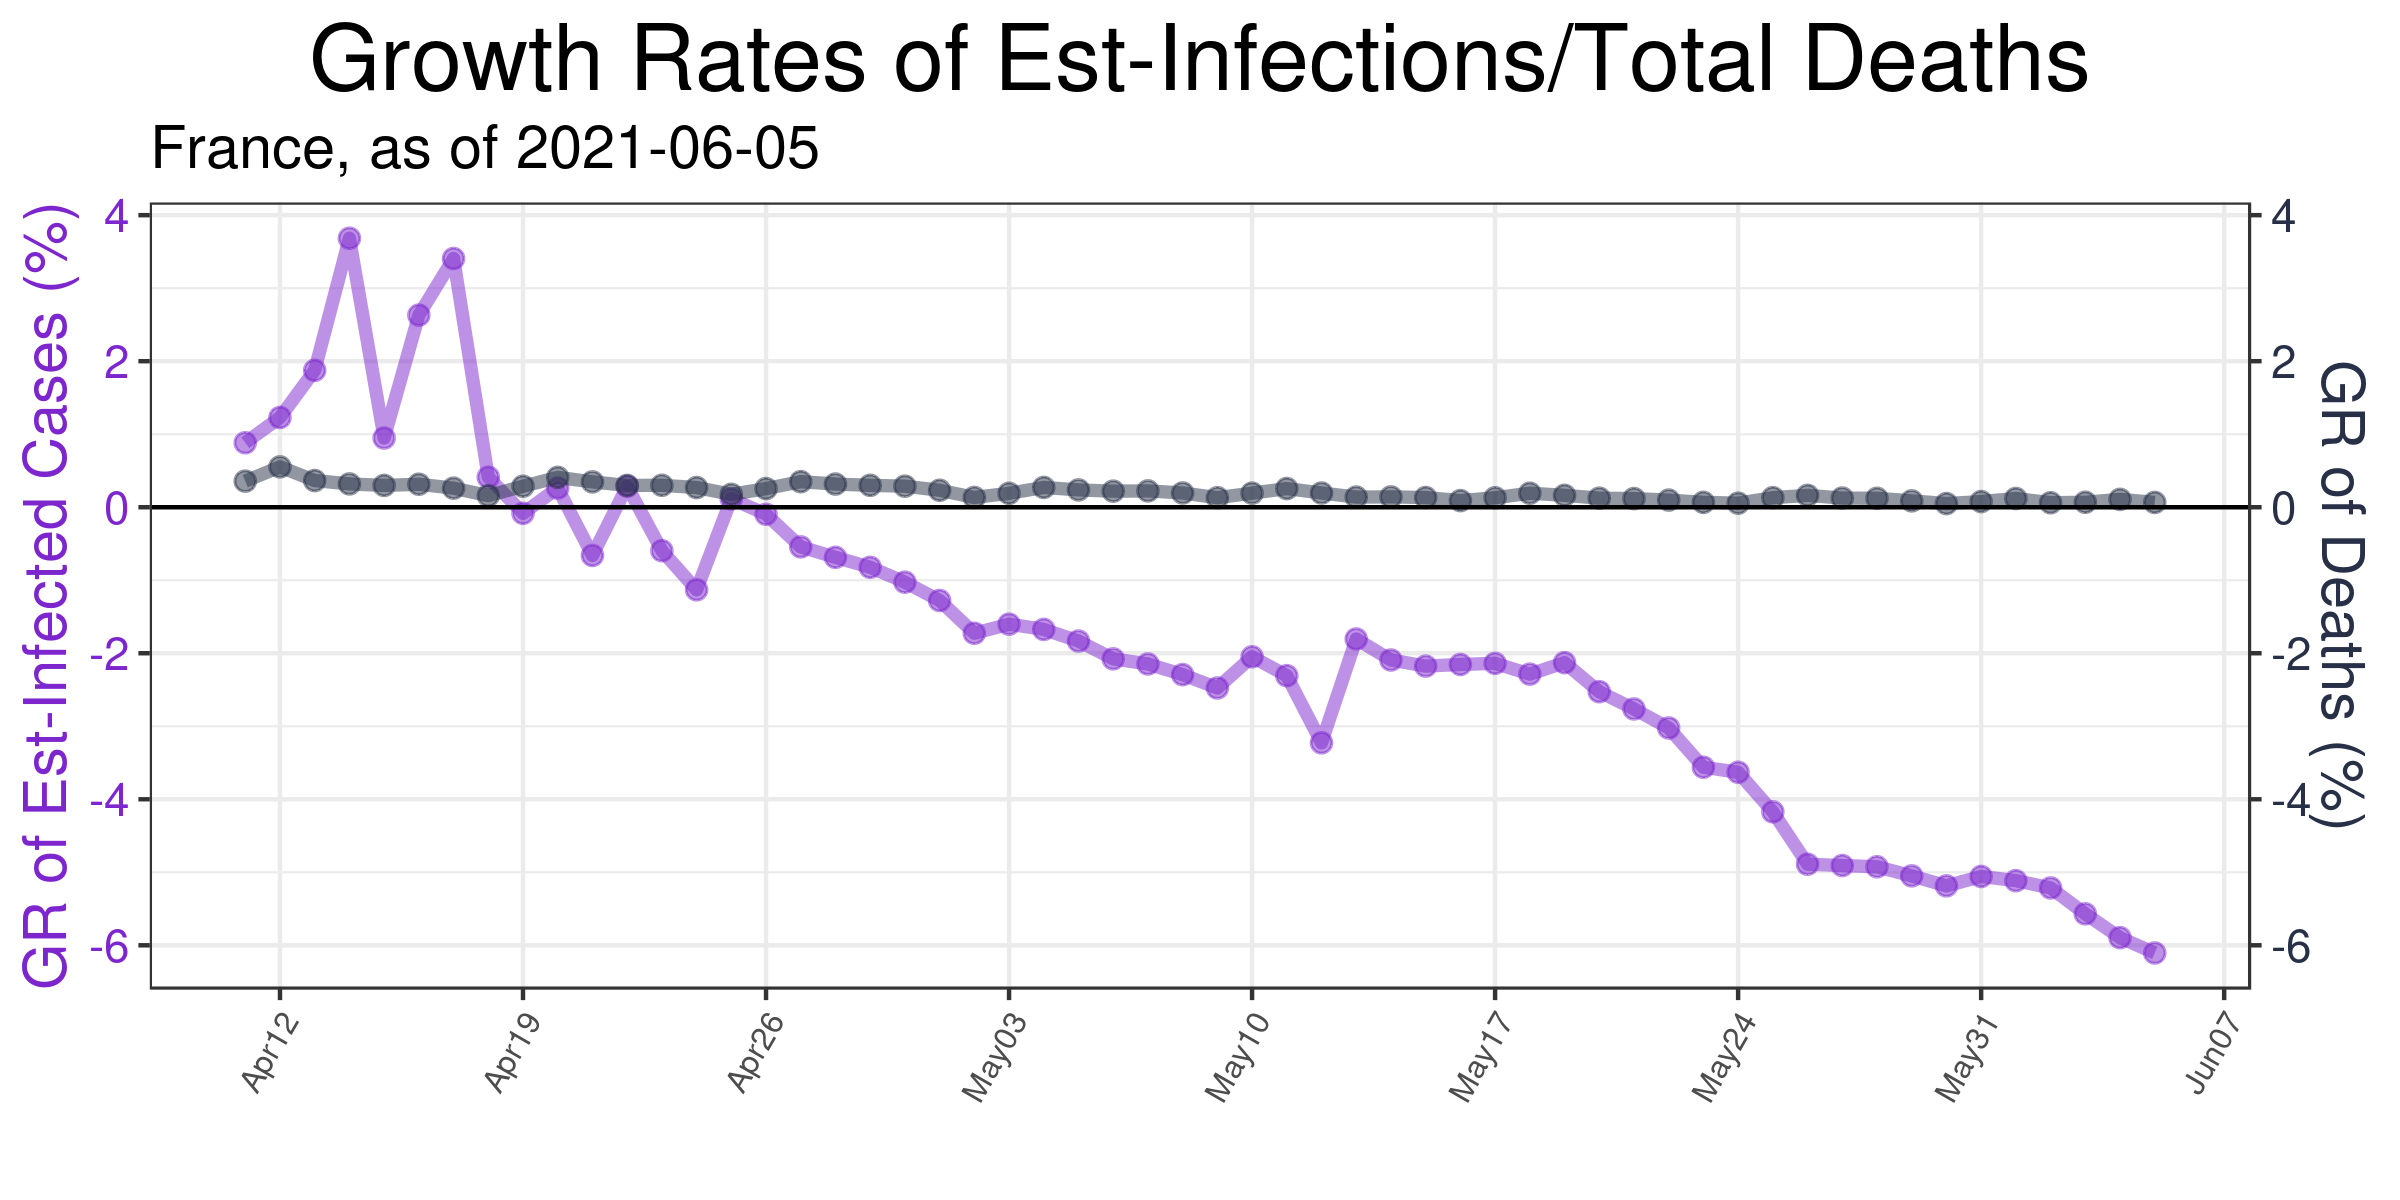 Growth Rates of Est-Infections/Total Deaths
France, as of 2021-06-05
GR of Est-Infected Cases (%)
4
2
0
-2
-4
-6
4
2
0
-2
-4
-6
GR of Deaths (%)
Apr12
Apr19
Apr26
May03
May10
May17
May24
May31
Jun07